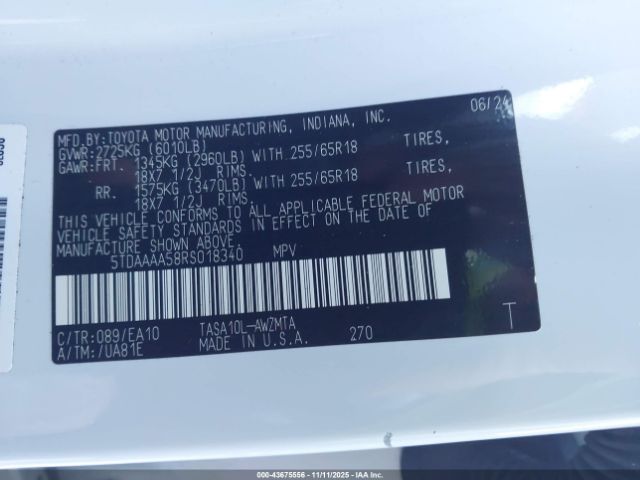 MFD.BY:TOYOTA MOTOR MANUFACTURING, INDIANA, INC. 06/24
GVWR:2725KG (6010LB)
GAWR:FRT. 1345KG (2960LB) WITH 255/65R18 TIRES,
18X7 1/2J RIMS.
RR. 1575KG (3470LB) WITH 255/65R18 TIRES,
18X7 1/2J RIMS.
THIS VEHICLE CONFORMS TO ALL APPLICABLE FEDERAL MOTOR
VEHICLE SAFETY STANDARDS IN EFFECT ON THE DATE OF
MANUFACTURE SHOWN ABOVE.
5TDAAAA58RS018340 MPV
C/TR:089/EA10 TASA10L-AWZMTA 270 T
A/TM:/UA81E MADE IN U.S.A.
000-43675556 - 11/11/2025 - IAA, Inc.